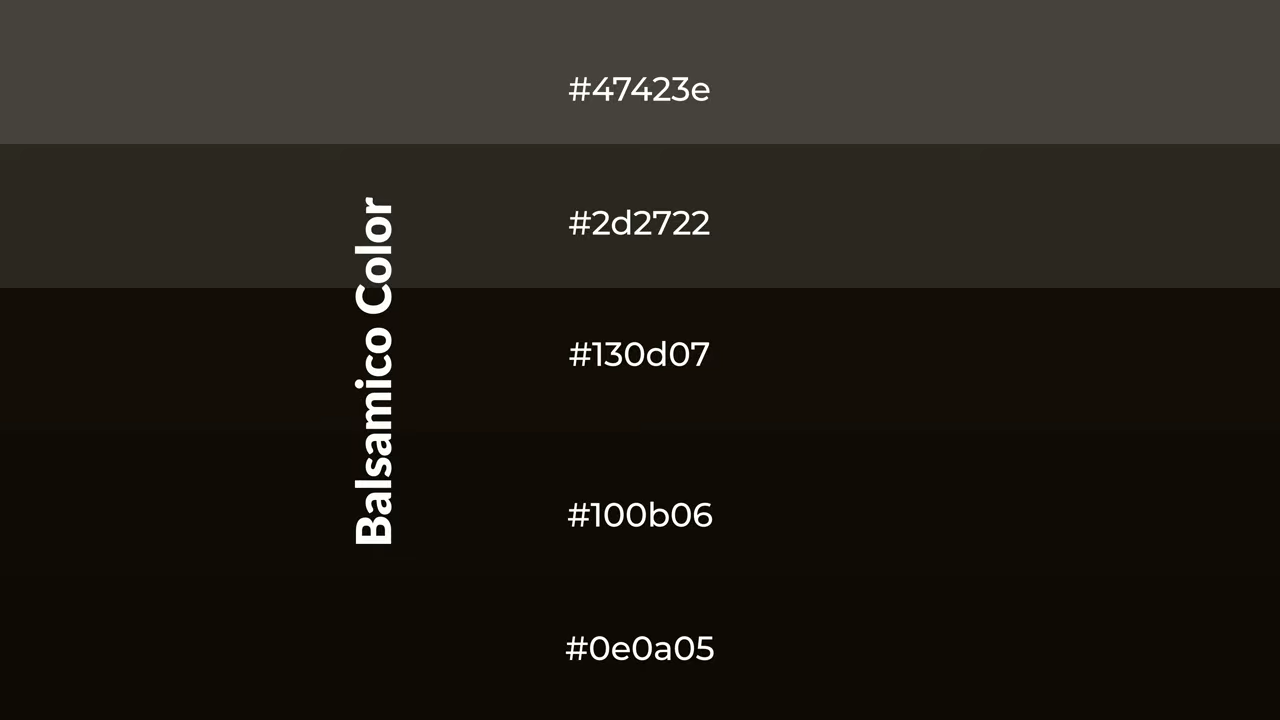 Balsamico Color
#47423e
#2d2722
#130d07
#100b06
#0e0a05